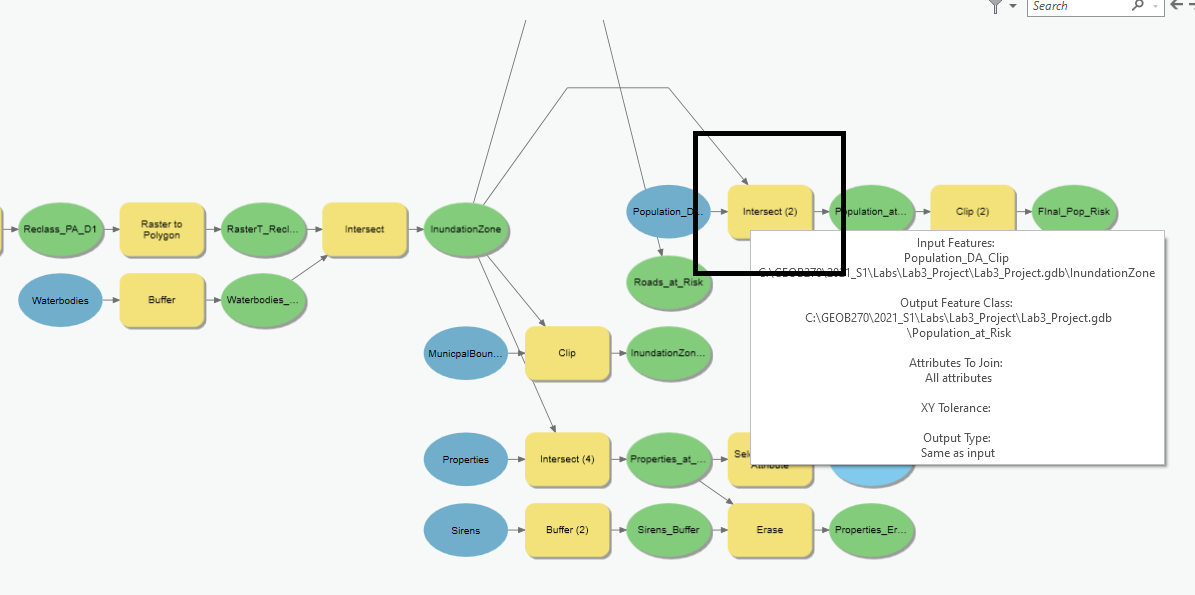 Search
Reclass_PA_D1
Raster to
Polygon
RasterT_Recl...
Intersect
InundationZone
Population_D...
Intersect (2)
Population_at...
Clip (2)
FInal_Pop_Risk
Waterbodies
Buffer
Waterbodies_...
Roads_at_Risk
Input Features:
Population_DA_Clip
C:\GEOB270\2021_S1\Labs\Lab3_Project\Lab3_Project.gdb\InundationZone
Output Feature Class:
C:\GEOB270\2021_S1\Labs\Lab3_Project\Lab3_Project.gdb
\Population_at_Risk
Attributes To Join:
All attributes
XY Tolerance:
Output Type:
Same as input
MunicpalBoun...
Clip
InundationZon...
Properties
Intersect (4)
Properties_at_...
Attribute
Sirens
Buffer (2)
Sirens_Buffer
Erase
Properties_Er...